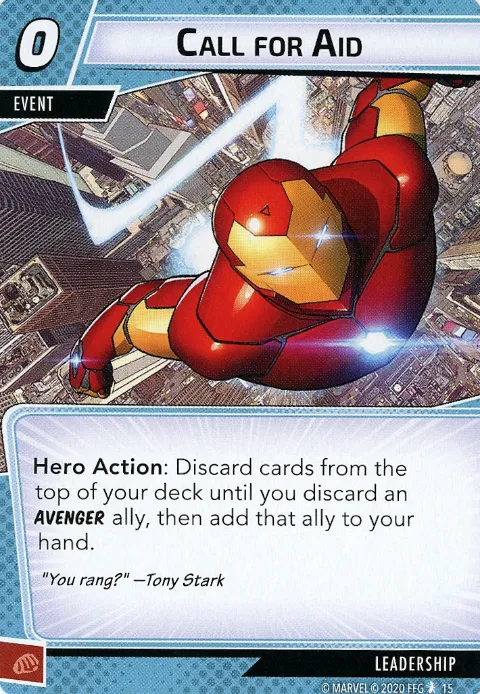 0
CALL FOR AID
EVENT
Hero Action: Discard cards from the
top of your deck until you discard an
AVENGER ally, then add that ally to your
hand.
"You rang?" —Tony Stark
LEADERSHIP
© MARVEL © 2020 FFG 15